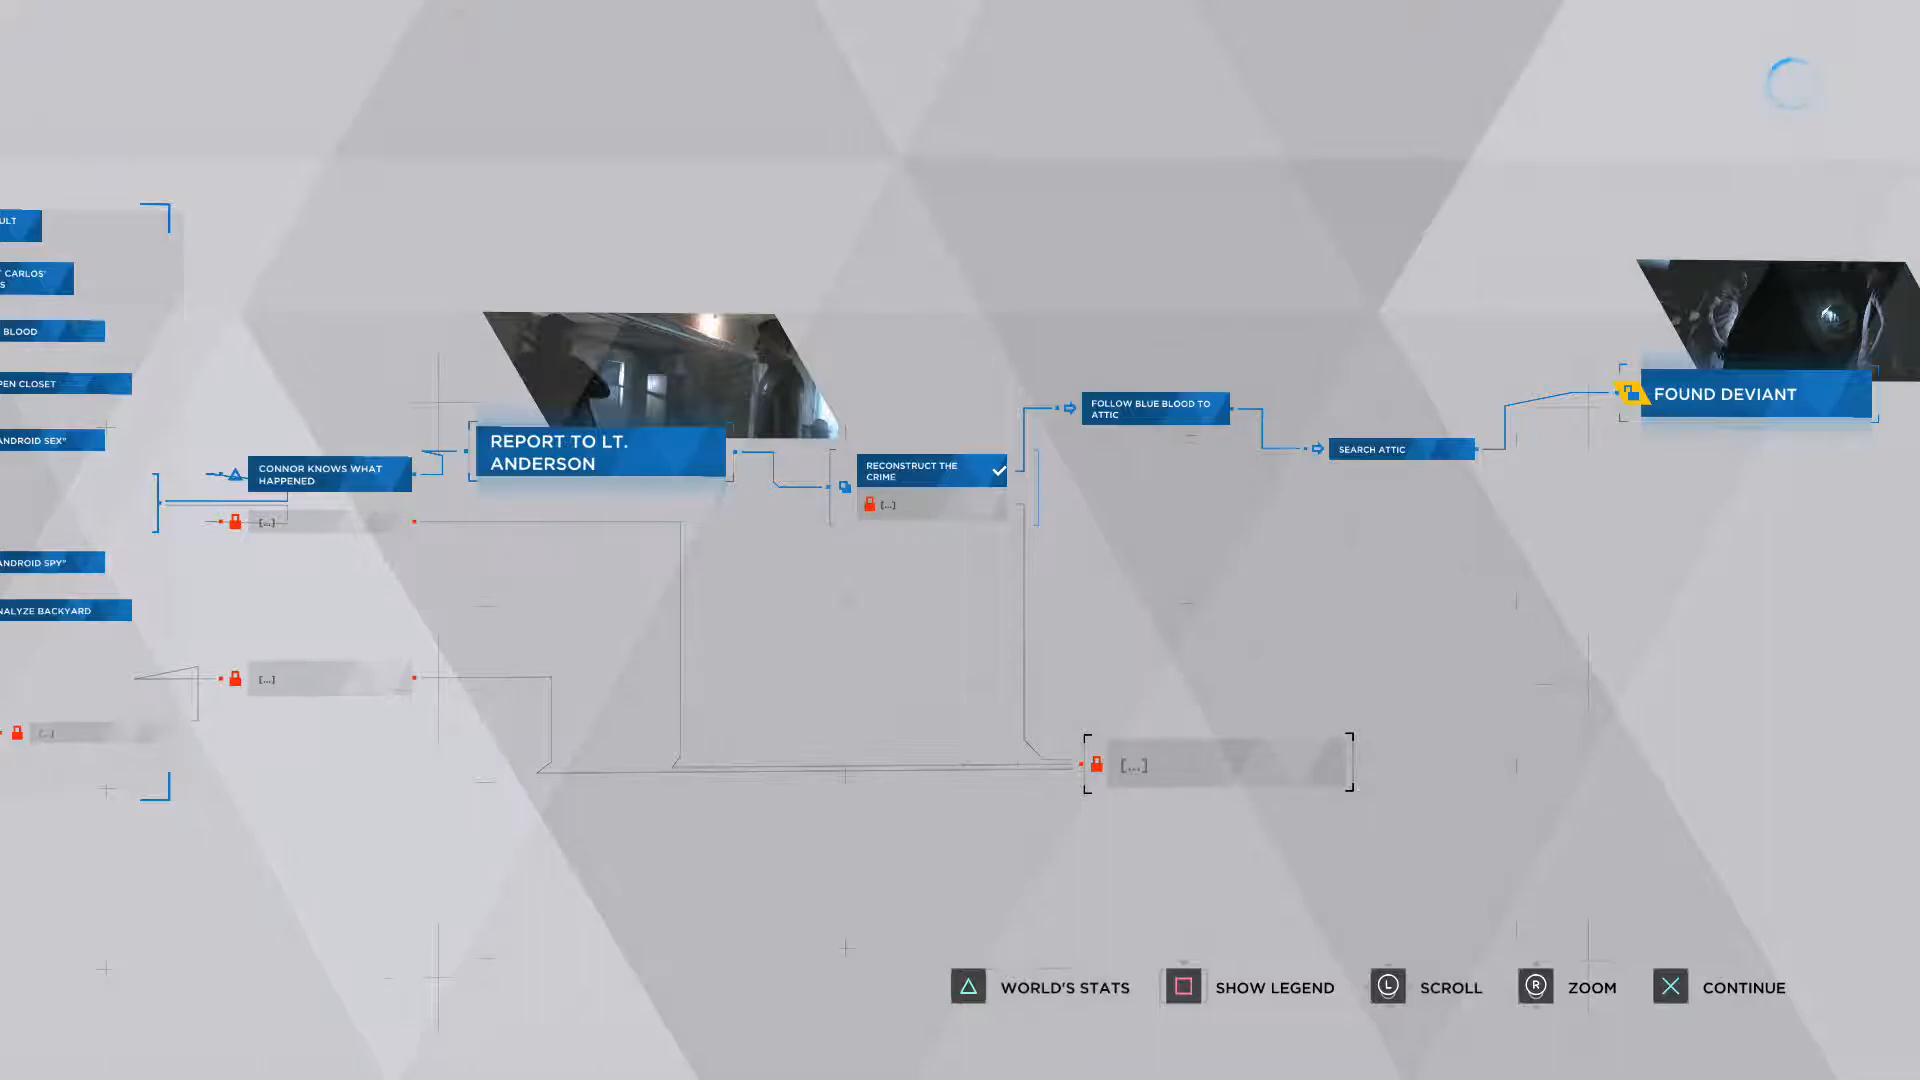 ULT
T CARLOS'
S
BLOOD
PEN CLOSET
ANDROID SEX"
ANDROID SPY"
NALYZE BACKYARD
[...]
CONNOR KNOWS WHAT
HAPPENED
[...]
[...]
REPORT TO LT.
ANDERSON
RECONSTRUCT THE
CRIME
[...]
FOLLOW BLUE BLOOD TO
ATTIC
SEARCH ATTIC
FOUND DEVIANT
[...]
WORLD'S STATS
SHOW LEGEND
L
SCROLL
R
ZOOM
CONTINUE